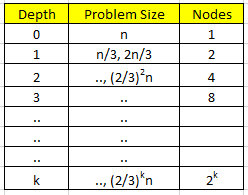 Depth Problem Size Nodes
0 n 1
1 n/3, 2n/3 2
2 .., (2/3)²n 4
3 .. 8
.. .. ..
.. .. ..
.. .. ..
k .., (2/3)ᵏn 2ᵏ